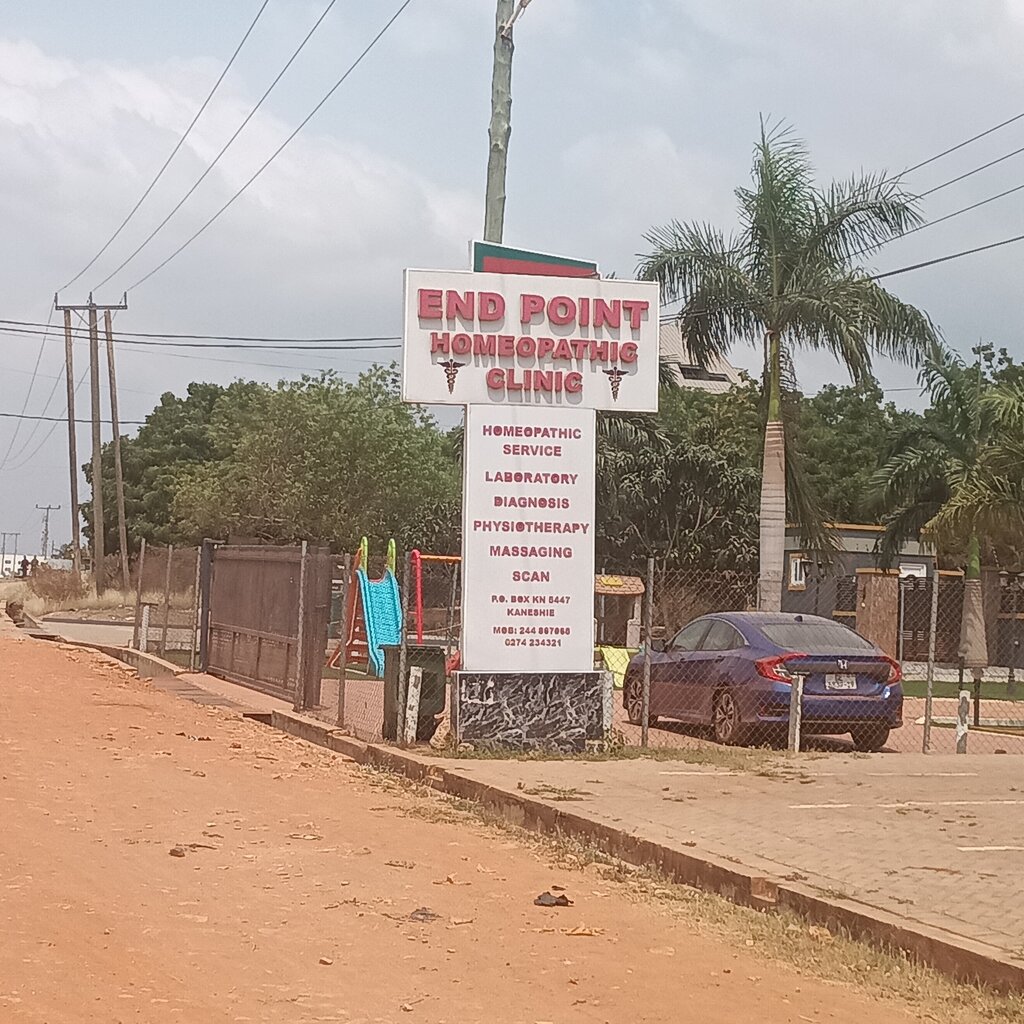 END POINT
HOMEOPATHIC
CLINIC
HOMEOPATHIC
SERVICE
LABORATORY
DIAGNOSIS
PHYSIOTHERAPY
MASSAGING
SCAN
P.O. BOX KN 5447
KANESHIE
MOB: 244 867068
0274 234321